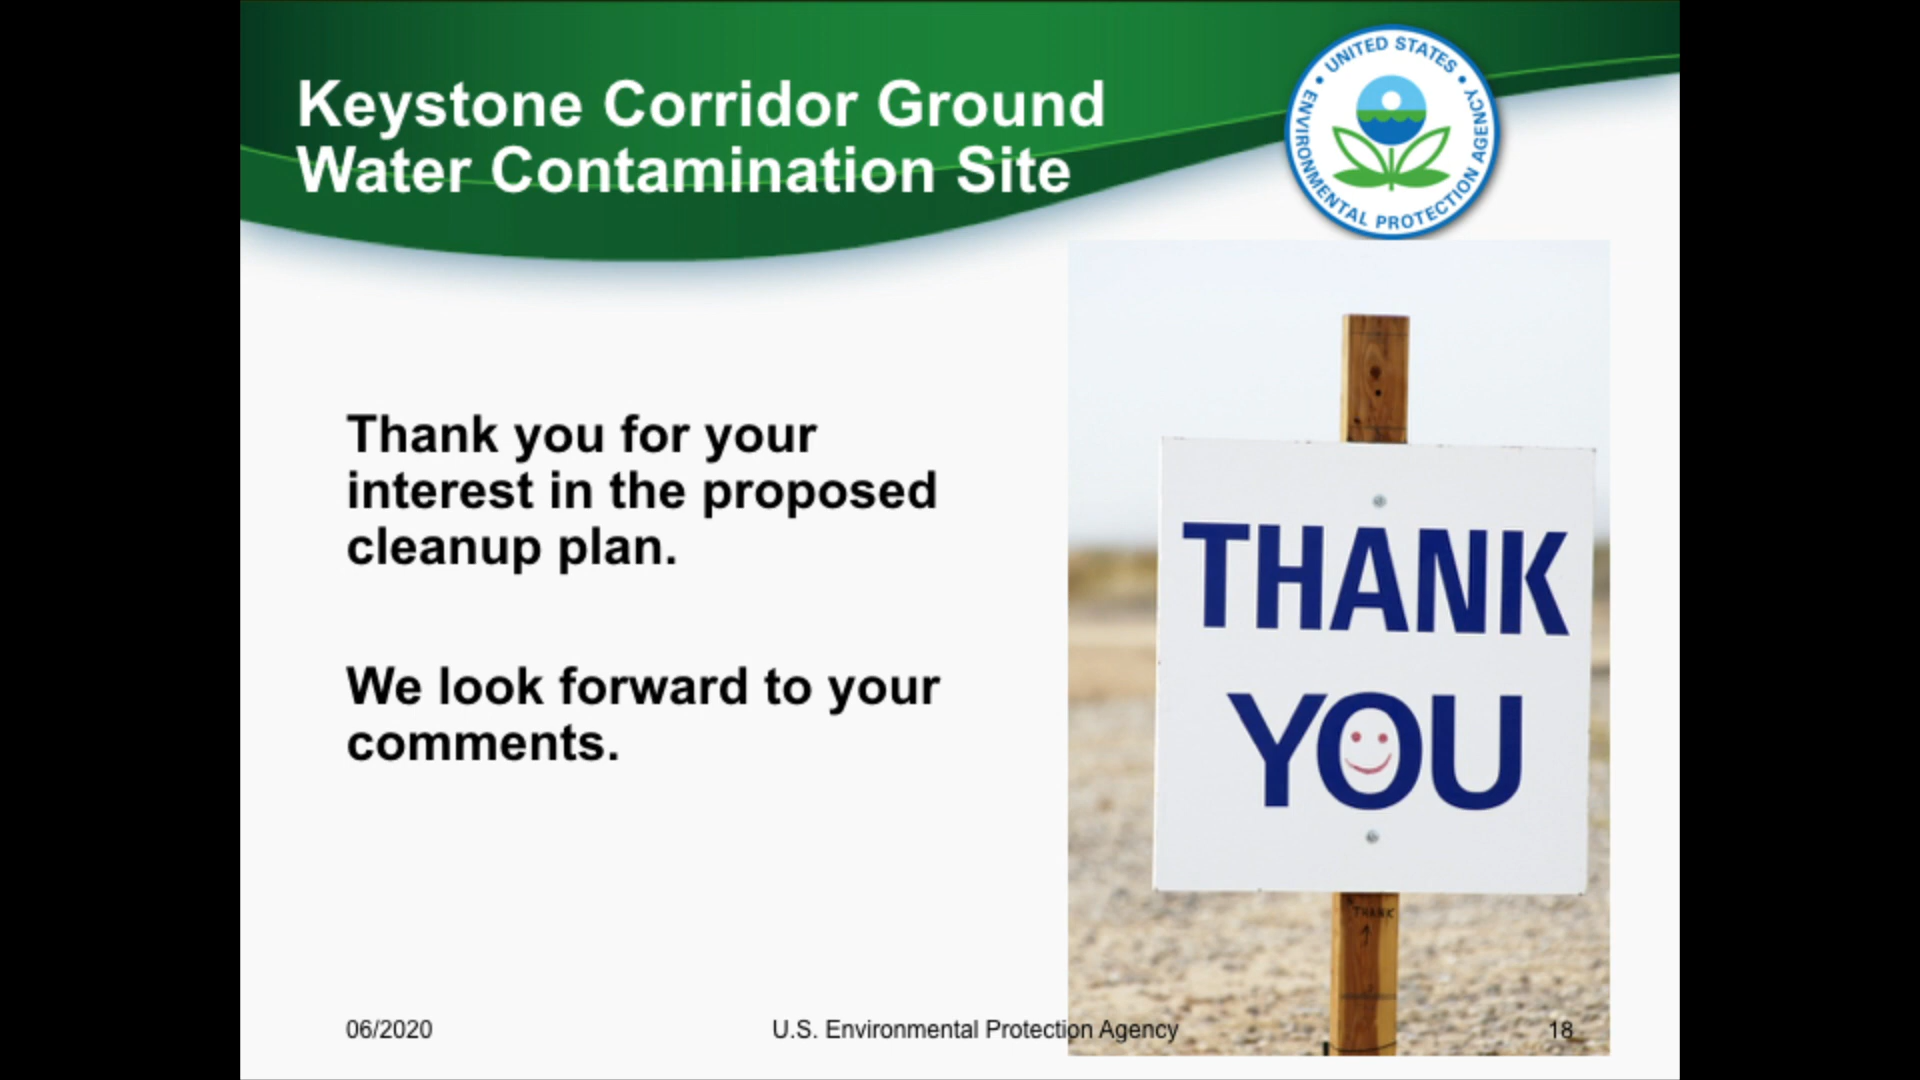 Keystone Corridor Ground
Water Contamination Site
UNITED STATES
ENVIRONMENTAL PROTECTION AGENCY
Thank you for your
interest in the proposed
cleanup plan.
We look forward to your
comments.
THANK
YOU
THANK
06/2020
U.S. Environmental Protection Agency
18